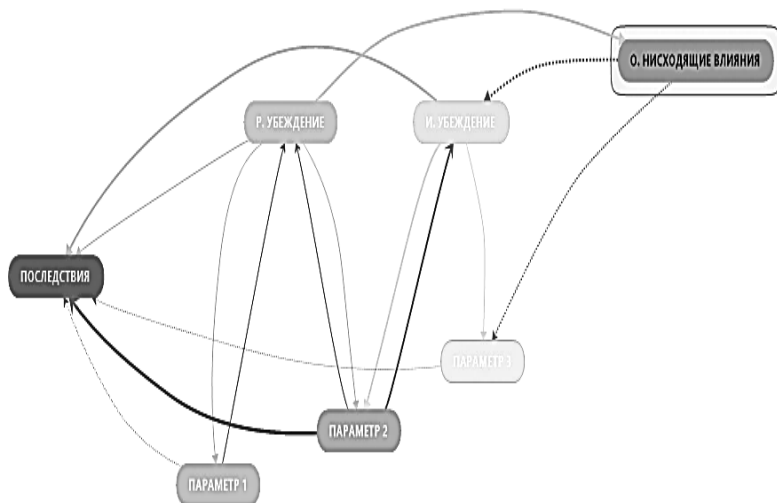 О. НИСХОДЯЩИЕ ВЛИЯНИЯ
Р. УБЕЖДЕНИЕ
И. УБЕЖДЕНИЕ
ПОСЛЕДСТВИЯ
ПАРАМЕТР 3
ПАРАМЕТР 2
ПАРАМЕТР 1